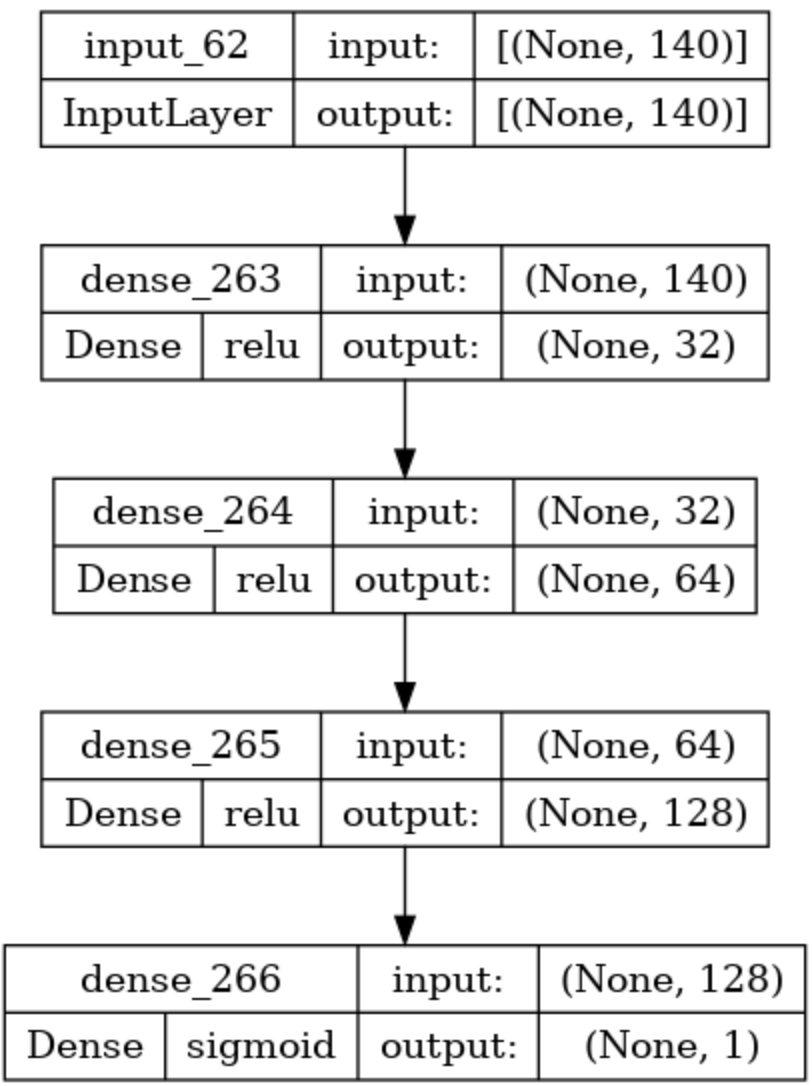 input_62 input: [(None, 140)]
InputLayer output: [(None, 140)]
dense_263 input: (None, 140)
Dense relu output: (None, 32)
dense_264 input: (None, 32)
Dense relu output: (None, 64)
dense_265 input: (None, 64)
Dense relu output: (None, 128)
dense_266 input: (None, 128)
Dense sigmoid output: (None, 1)